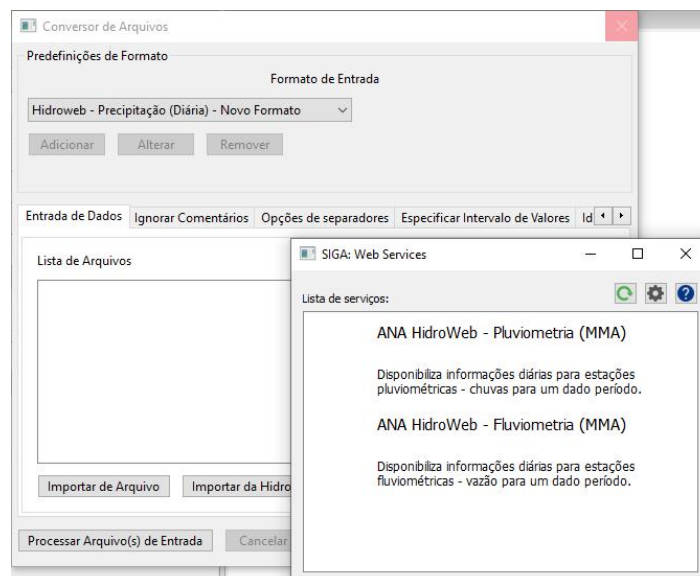 Conversor de Arquivos
Predefinições de Formato
Formato de Entrada
Hidroweb - Precipitação (Diária) - Novo Formato
Adicionar Alterar Remover
Entrada de Dados Ignorar Comentários Opções de separadores Especificar Intervalo de Valores Id
Lista de Arquivos
Importar de Arquivo Importar da Hidro
Processar Arquivo(s) de Entrada Cancelar
SIGA: Web Services
Lista de serviços:
ANA HidroWeb - Pluviometria (MMA)
Disponibiliza informações diárias para estações
pluviométricas - chuvas para um dado período.
ANA HidroWeb - Fluviometria (MMA)
Disponibiliza informações diárias para estações
fluviométricas - vazão para um dado período.